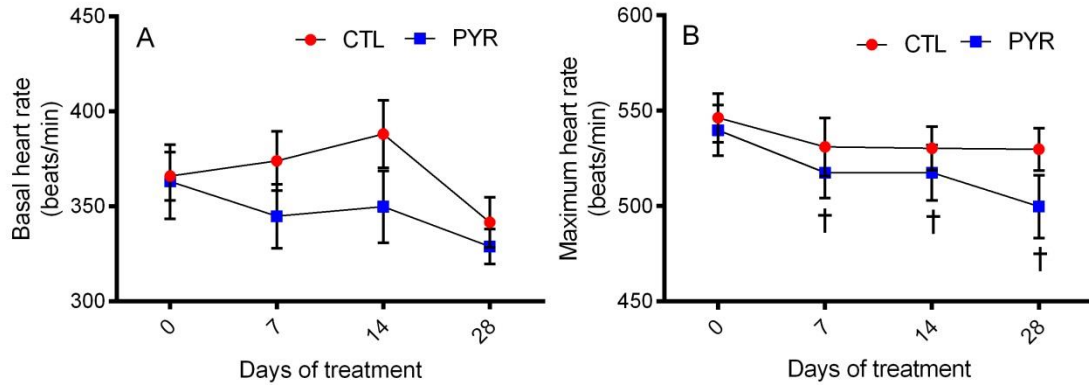 A
CTL
PYR
Basal heart rate
(beats/min)
450
400
350
300
0
7
14
28
Days of treatment
B
CTL
PYR
Maximum heart rate
(beats/min)
600
550
500
450
†
†
†
0
7
14
28
Days of treatment